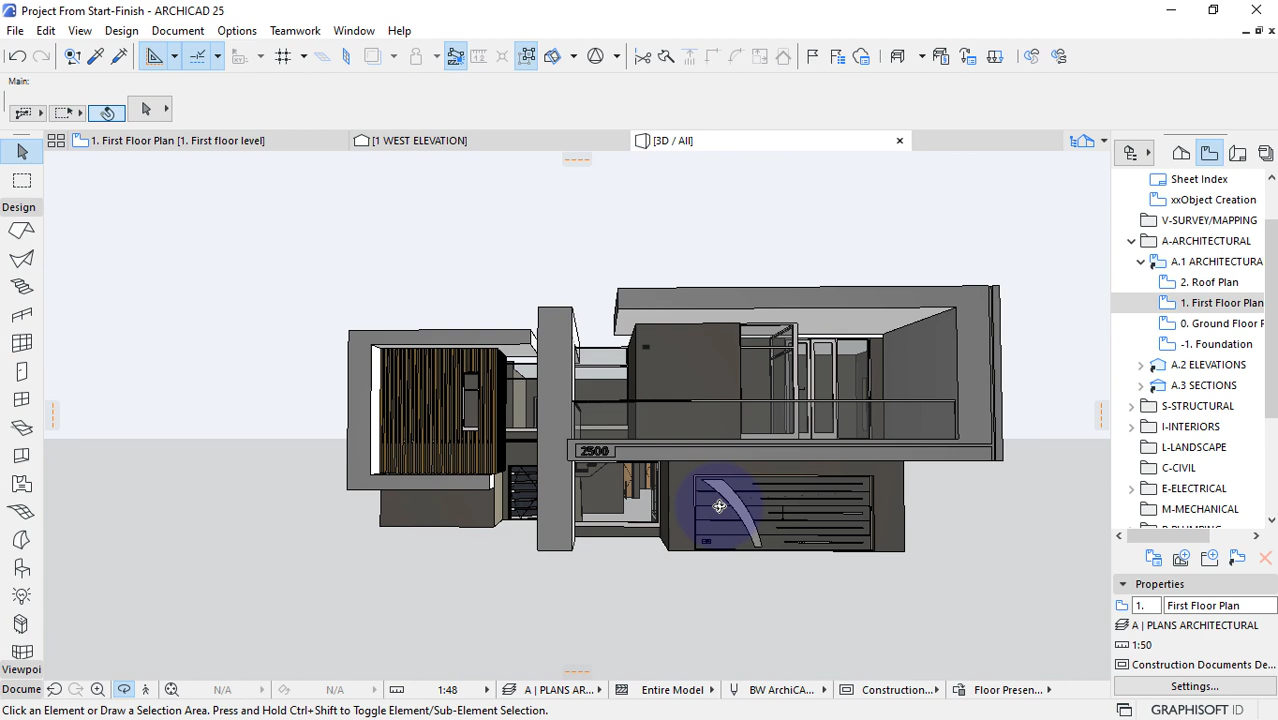 Project From Start-Finish - ARCHICAD 25
File Edit View Design Document Options Teamwork Window Help
Main:
1. First Floor Plan [1. First floor level]
[1 WEST ELEVATION]
[3D / All]
Design
2500
Sheet Index
xxObject Creation
V-SURVEY/MAPPING
A-ARCHITECTURAL
A.1 ARCHITECTURA
2. Roof Plan
1. First Floor Plan
0. Ground Floor F
-1. Foundation
A.2 ELEVATIONS
A.3 SECTIONS
S-STRUCTURAL
I-INTERIORS
L-LANDSCAPE
C-CIVIL
E-ELECTRICAL
M-MECHANICAL
Properties
1. First Floor Plan
A | PLANS ARCHITECTURAL
1:50
Construction Documents De...
Settings...
Viewpoi
Docume
N/A N/A 1:48 A | PLANS AR... Entire Model BW ArchiCA... Construction... Floor Presen...
Click an Element or Draw a Selection Area. Press and Hold Ctrl+Shift to Toggle Element/Sub-Element Selection.
GRAPHISOFT ID